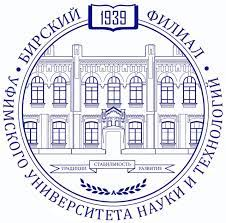 1939
• БИРСКИЙ ФИЛИАЛ •
УФИМСКОГО УНИВЕРСИТЕТА НАУКИ И ТЕХНОЛОГИЙ
СТАБИЛЬНОСТЬ
ТРАДИЦИИ РАЗВИТИЕ